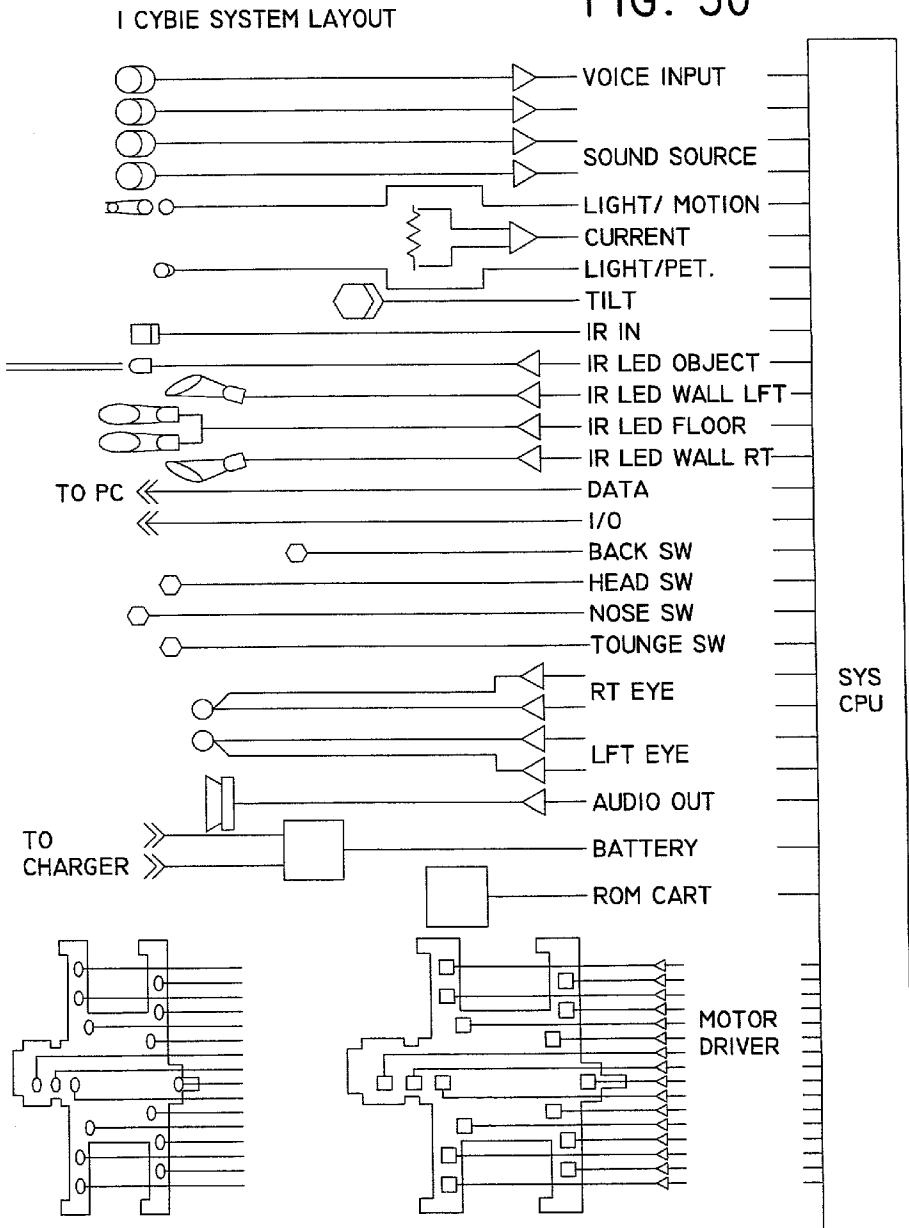 FIG. 30
I CYBIE SYSTEM LAYOUT
VOICE INPUT
SOUND SOURCE
LIGHT/ MOTION
CURRENT
LIGHT/PET.
TILT
IR IN
IR LED OBJECT
IR LED WALL LFT
IR LED FLOOR
IR LED WALL RT
TO PC
DATA
I/O
BACK SW
HEAD SW
NOSE SW
TOUNGE SW
RT EYE
SYS
CPU
LFT EYE
AUDIO OUT
TO
CHARGER
BATTERY
ROM CART
MOTOR
DRIVER